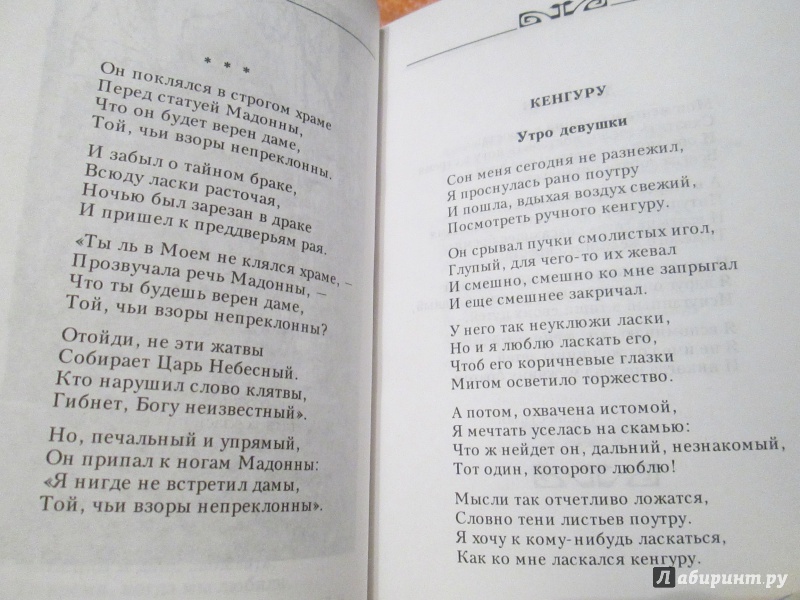 * * *
Он поклялся в строгом храме
Перед статуей Мадонны,
Что он будет верен даме,
Той, чьи взоры непреклонны.
И забыл о тайном браке,
Всюду ласки расточая,
Ночью был зарезан в драке
И пришел к преддверьям рая.
«Ты ль в Моем не клялся храме, –
Прозвучала речь Мадонны, –
Что ты будешь верен даме,
Той, чьи взоры непреклонны?
Отойди, не эти жатвы
Собирает Царь Небесный.
Кто нарушил слово клятвы,
Гибнет, Богу неизвестный».
Но, печальный и упрямый,
Он припал к ногам Мадонны:
«Я нигде не встретил дамы,
Той, чьи взоры непреклонны».
КЕНГУРУ
Утро девушки
Сон меня сегодня не разнежил,
Я проснулась рано поутру
И пошла, вдыхая воздух свежий,
Посмотреть ручного кенгуру.
Он срывал пучки смолистых игол,
Глупый, для чего-то их жевал
И смешно, смешно ко мне запрыгал
И еще смешнее закричал.
У него так неуклюжи ласки,
Но и я люблю ласкать его,
Чтоб его коричневые глазки
Мигом осветило торжество.
А потом, охвачена истомой,
Я мечтать уселась на скамью:
Что ж нейдет он, дальний, незнакомый,
Тот один, которого люблю!
Мысли так отчетливо ложатся,
Словно тени листьев поутру.
Я хочу к кому-нибудь ласкаться,
Как ко мне ласкался кенгуру.
Лабиринт.ру